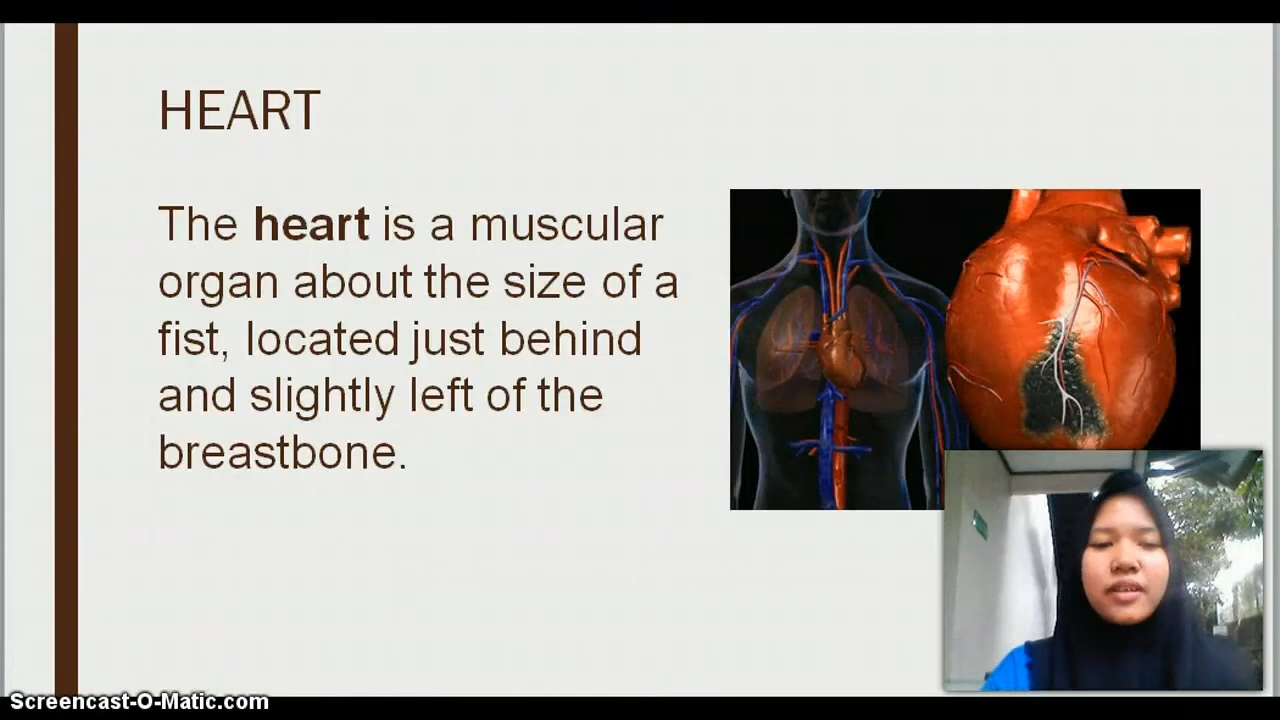 HEART
The heart is a muscular
organ about the size of a
fist, located just behind
and slightly left of the
breastbone.
Screencast-O-Matic.com